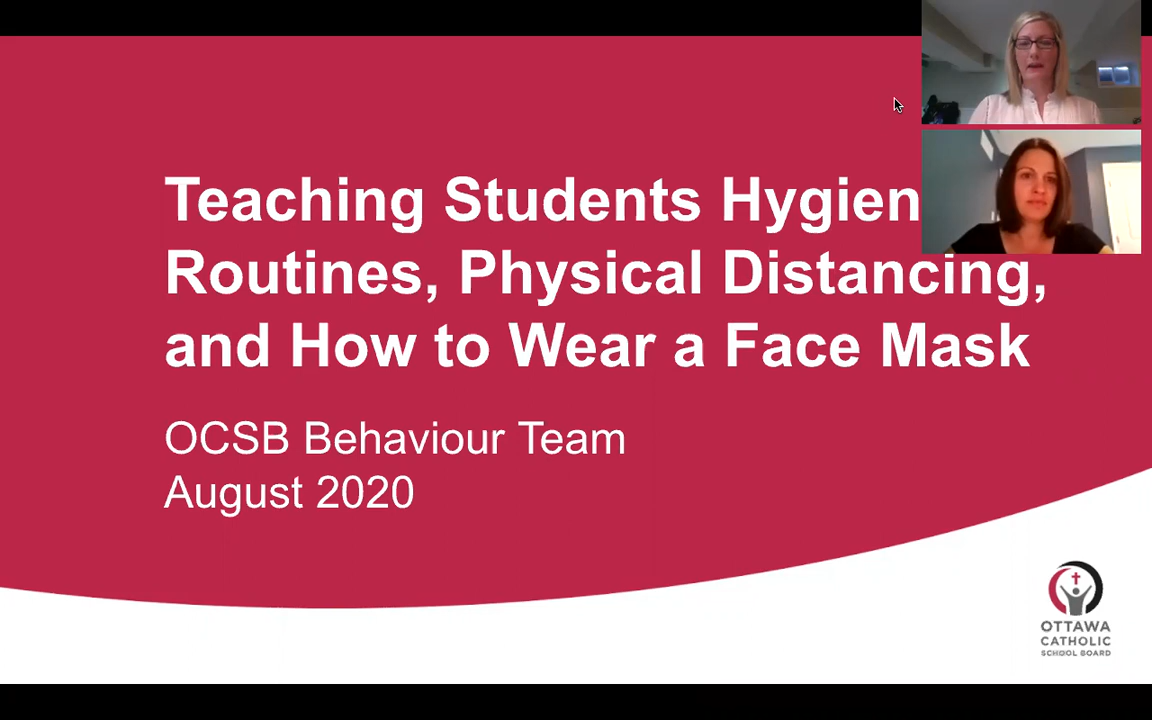 Teaching Students Hygien
Routines, Physical Distancing,
and How to Wear a Face Mask
OCSB Behaviour Team
August 2020
OTTAWA
CATHOLIC
SCHOOL BOARD